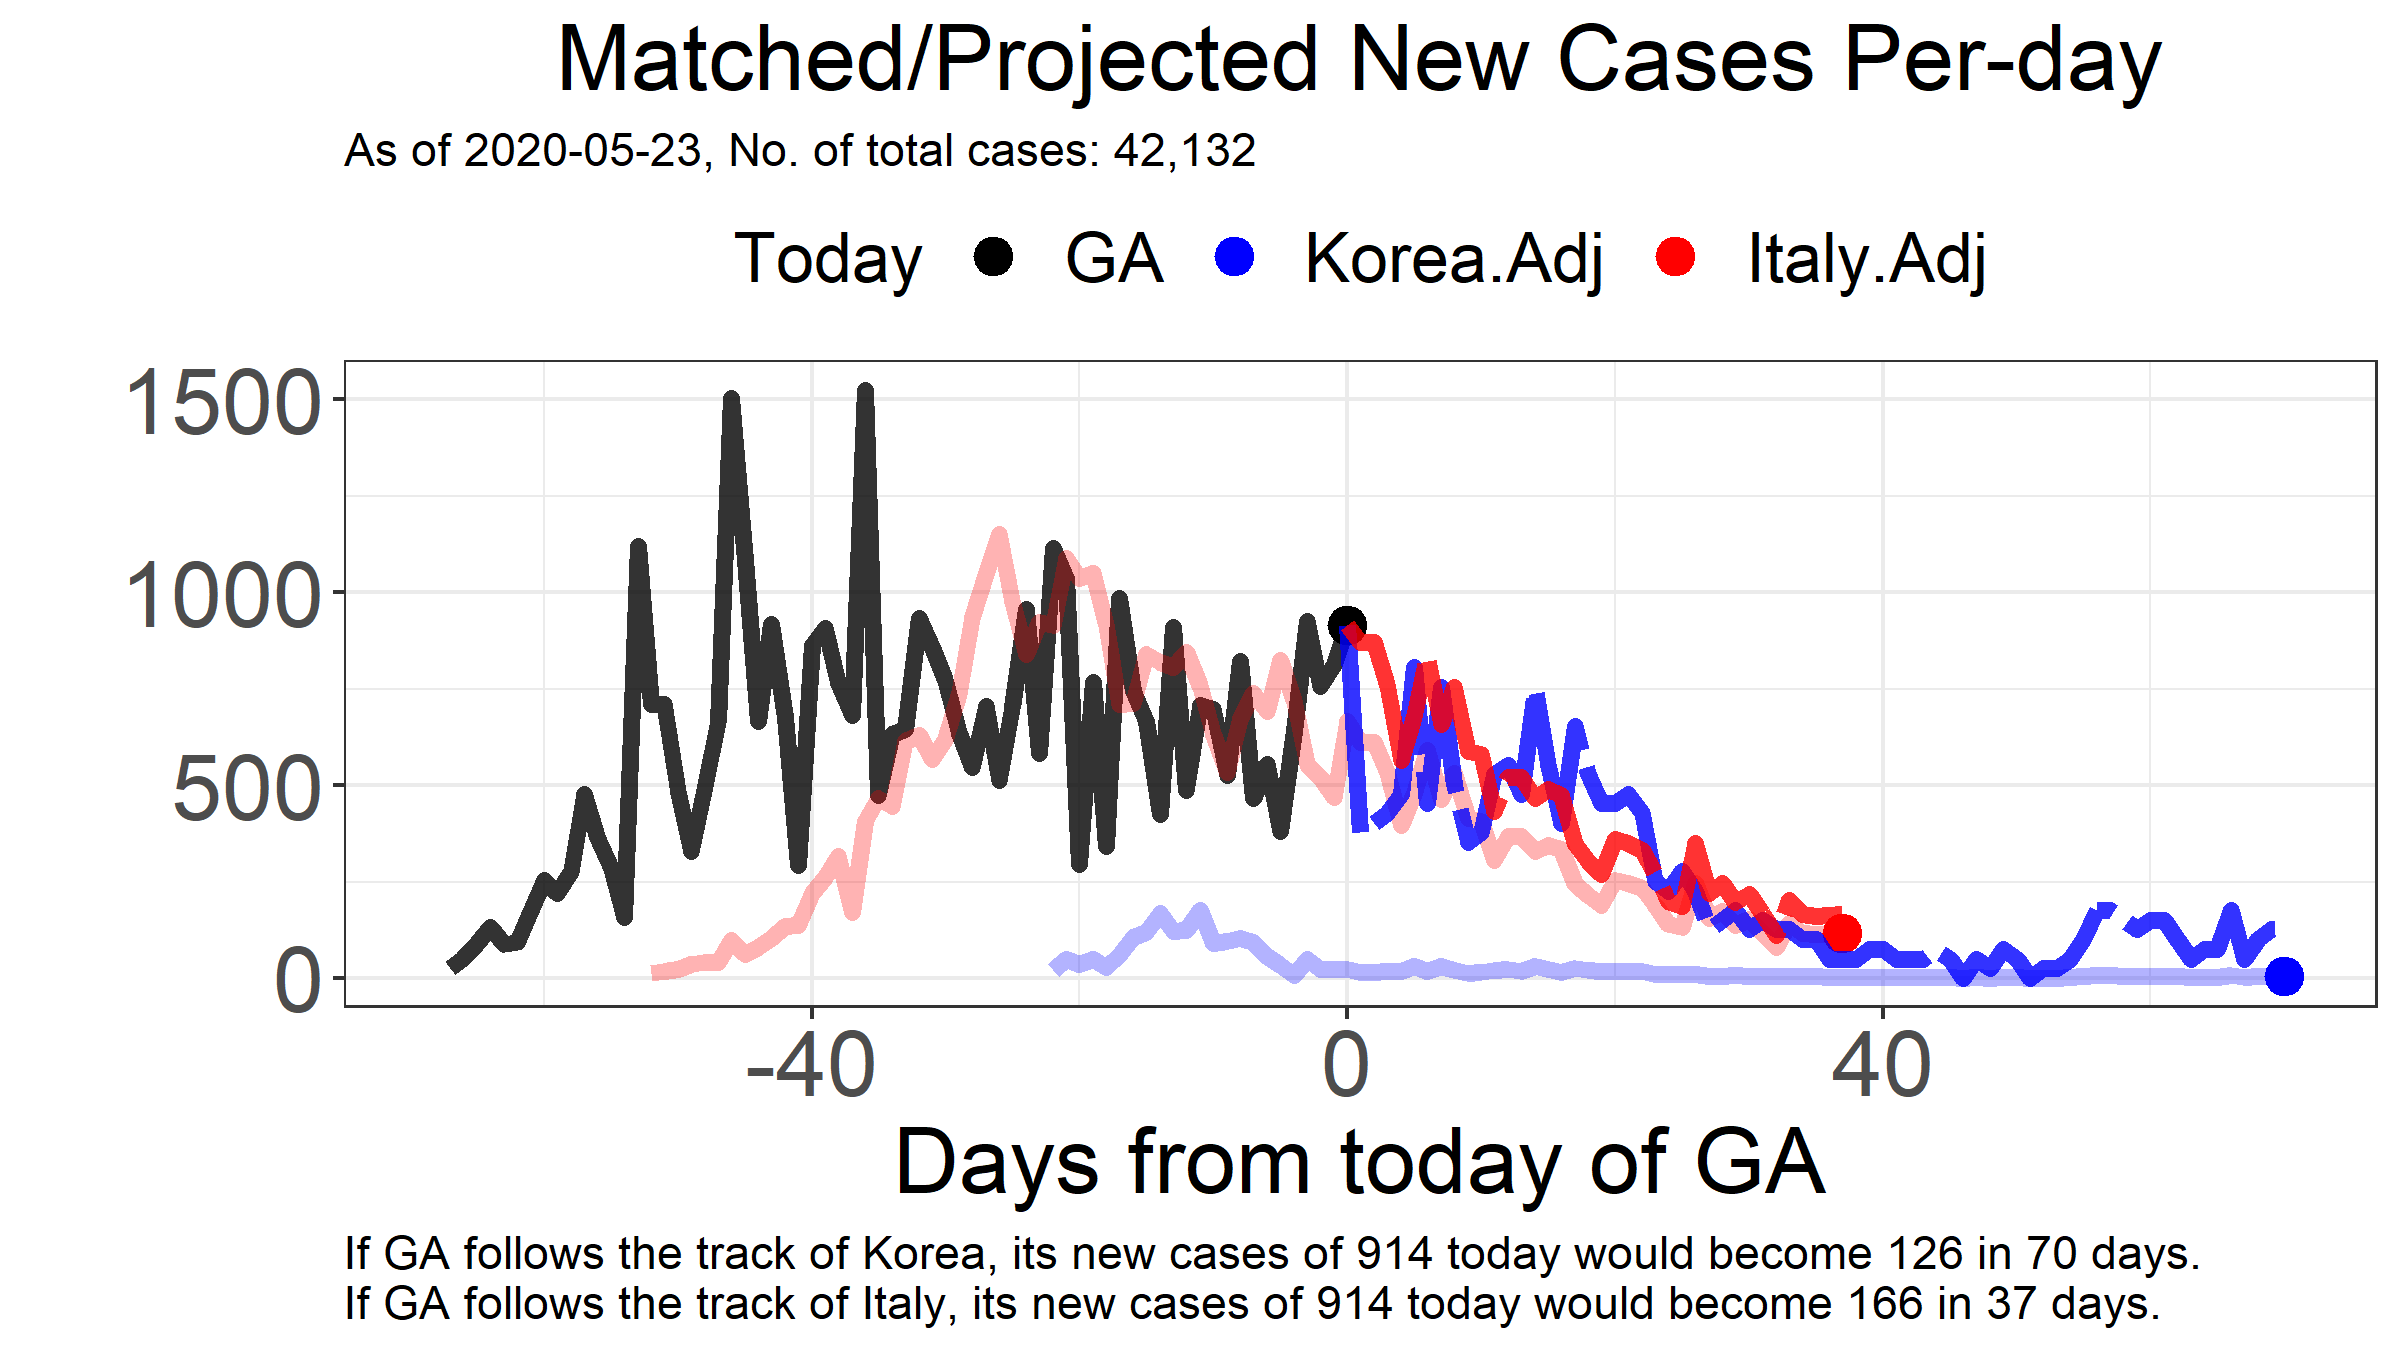 Matched/Projected New Cases Per-day
As of 2020-05-23, No. of total cases: 42,132
Today GA Korea.Adj Italy.Adj
1500
1000
500
0
-40 0 40
Days from today of GA
If GA follows the track of Korea, its new cases of 914 today would become 126 in 70 days.
If GA follows the track of Italy, its new cases of 914 today would become 166 in 37 days.